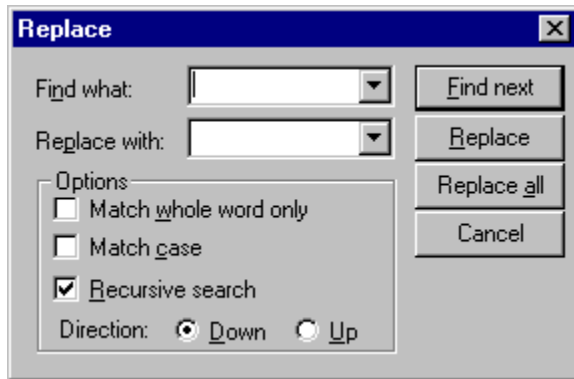 Replace
Find what:
Find next
Replace with:
Replace
Replace all
Cancel
Options
Match whole word only
Match case
Recursive search
Direction: Down Up